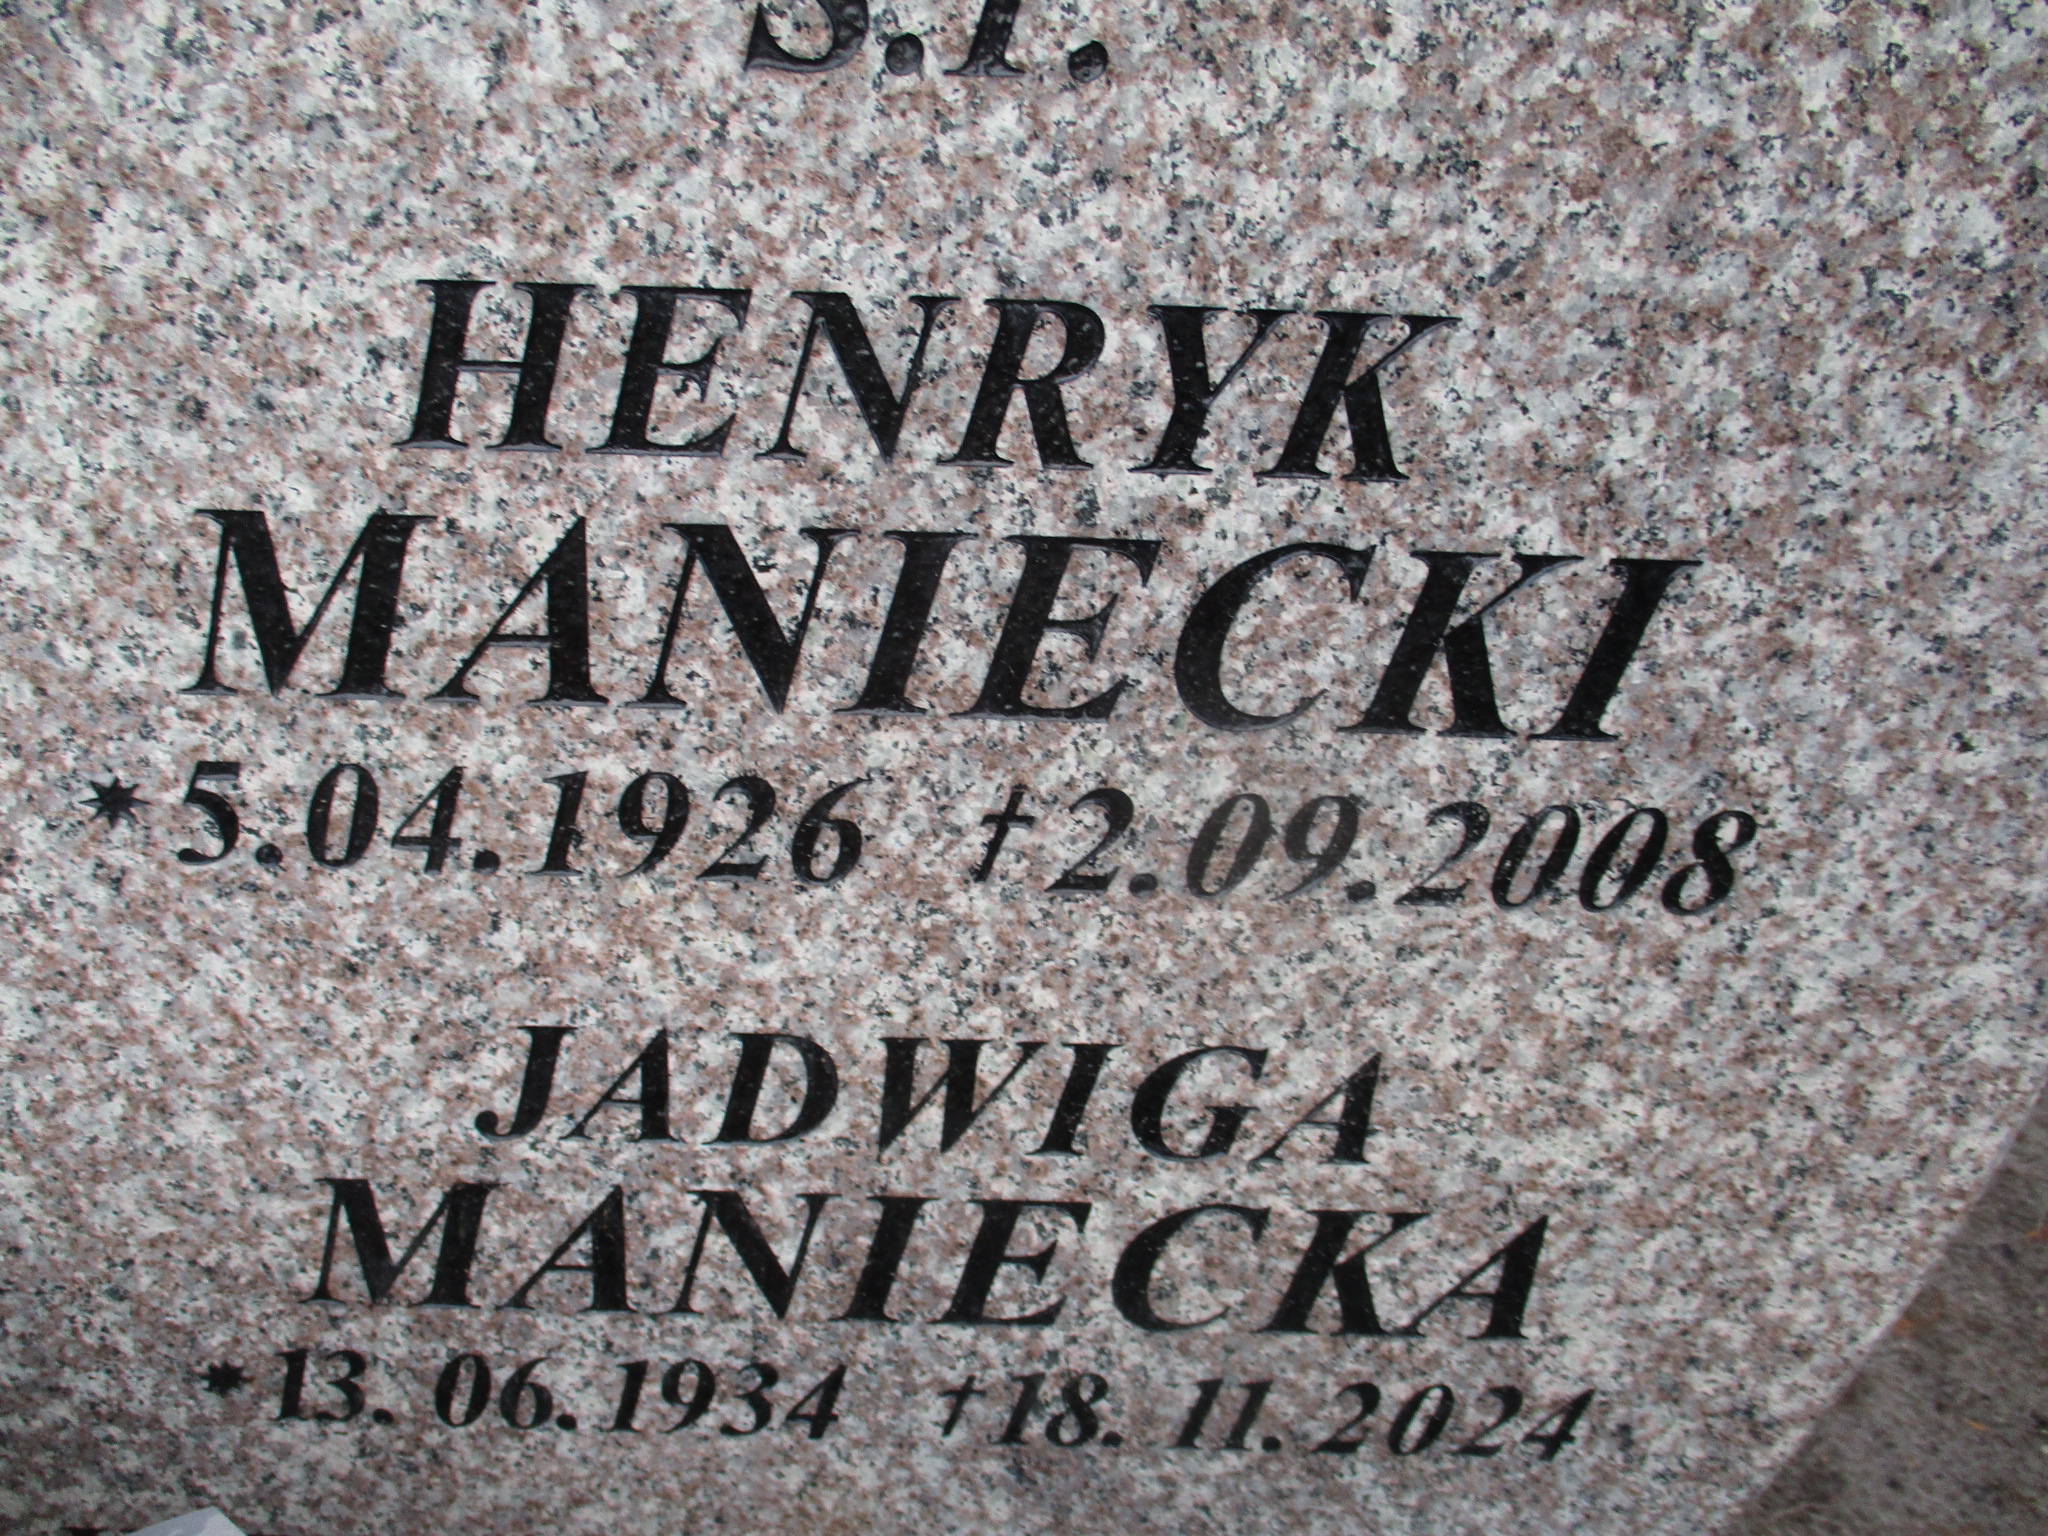 Ś.P.
HENRYK
MANIECKI
*5.04.1926 †2.09.2008
JADWIGA
MANIECKA
*13.06.1934 †18.11.2024